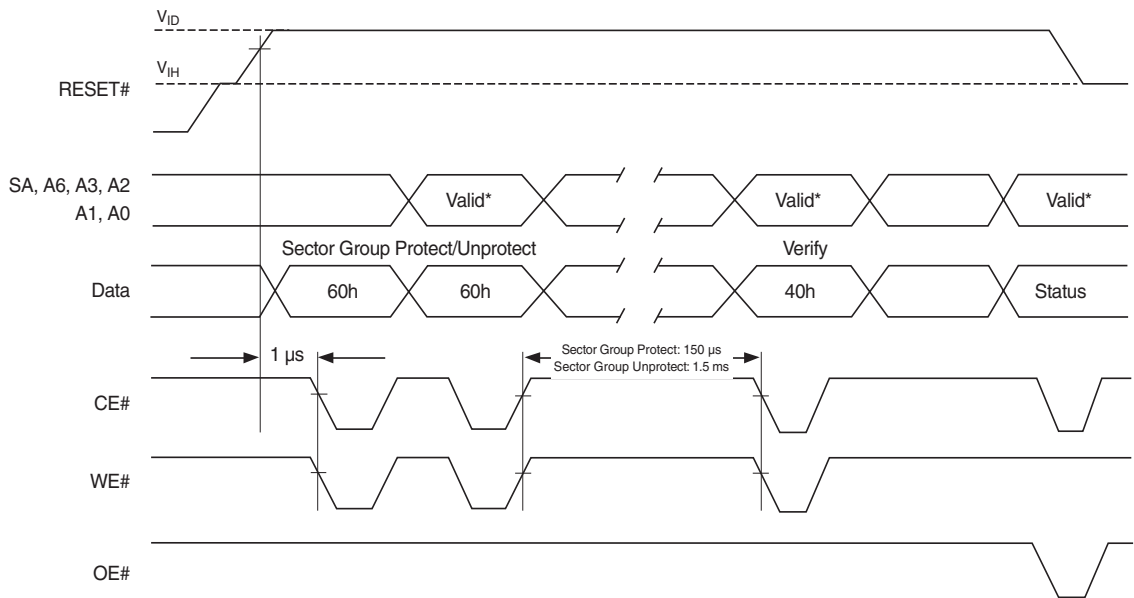 V_ID
V_IH
RESET#
SA, A6, A3, A2
A1, A0
Valid*
Valid*
Valid*
Sector Group Protect/Unprotect
Verify
Data
60h
60h
40h
Status
1 µs
Sector Group Protect: 150 µs
Sector Group Unprotect: 1.5 ms
CE#
WE#
OE#